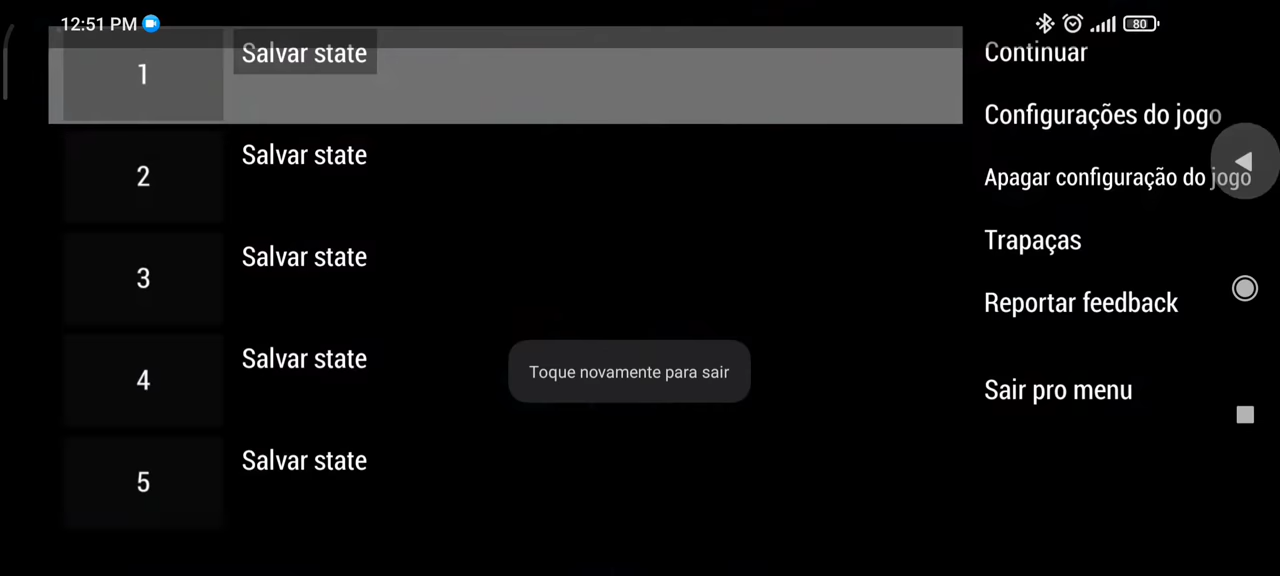 12:51 PM
80
1 Salvar state
2 Salvar state
3 Salvar state
4 Salvar state
5 Salvar state
Continuar
Configurações do jogo
Apagar configuração do jogo
Trapaças
Reportar feedback
Sair pro menu
Toque novamente para sair